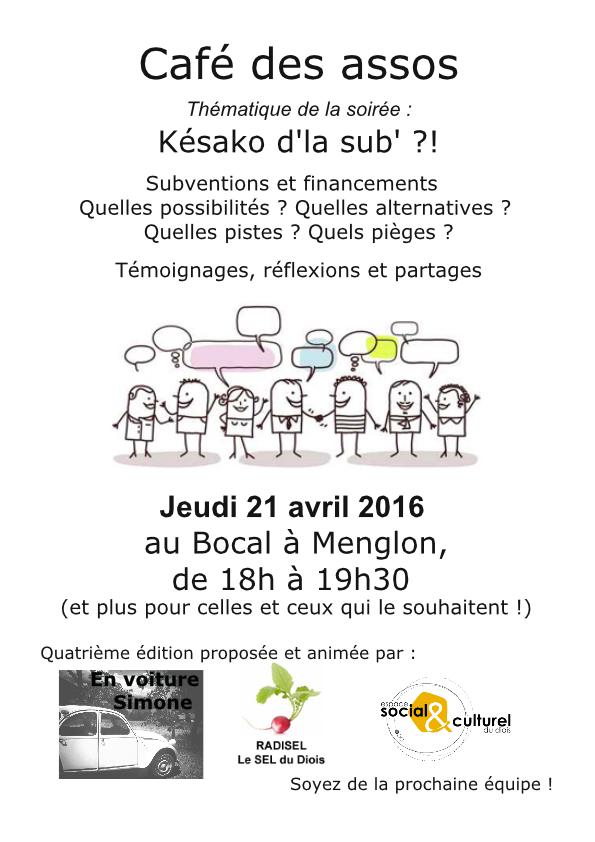 Café des assos
Thématique de la soirée :
Késako d'la sub' ?!
Subventions et financements
Quelles possibilités ? Quelles alternatives ?
Quelles pistes ? Quels pièges ?
Témoignages, réflexions et partages
Jeudi 21 avril 2016
au Bocal à Menglon,
de 18h à 19h30
(et plus pour celles et ceux qui le souhaitent !)
Quatrième édition proposée et animée par :
En voiture
Simone
RADISEL
Le SEL du Diois
espace
social & culturel
du diois
Soyez de la prochaine équipe !